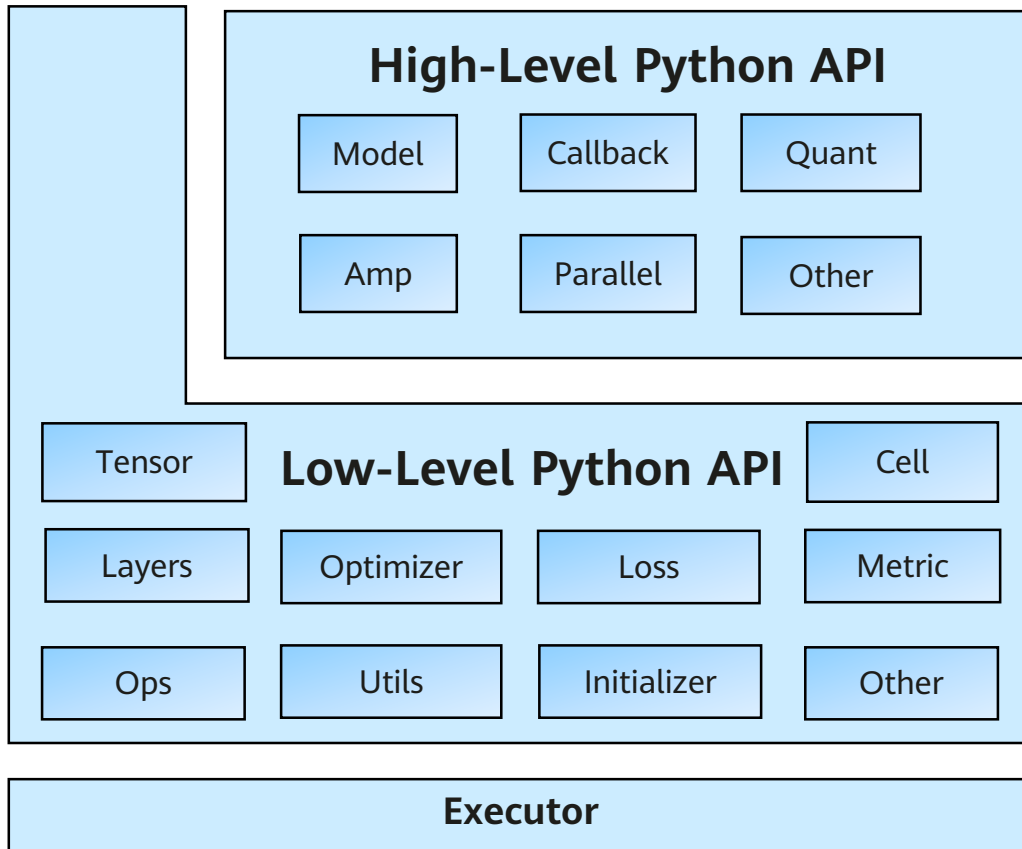 High-Level Python API
Model
Callback
Quant
Amp
Parallel
Other
Tensor
Low-Level Python API
Cell
Layers
Optimizer
Loss
Metric
Ops
Utils
Initializer
Other
Executor